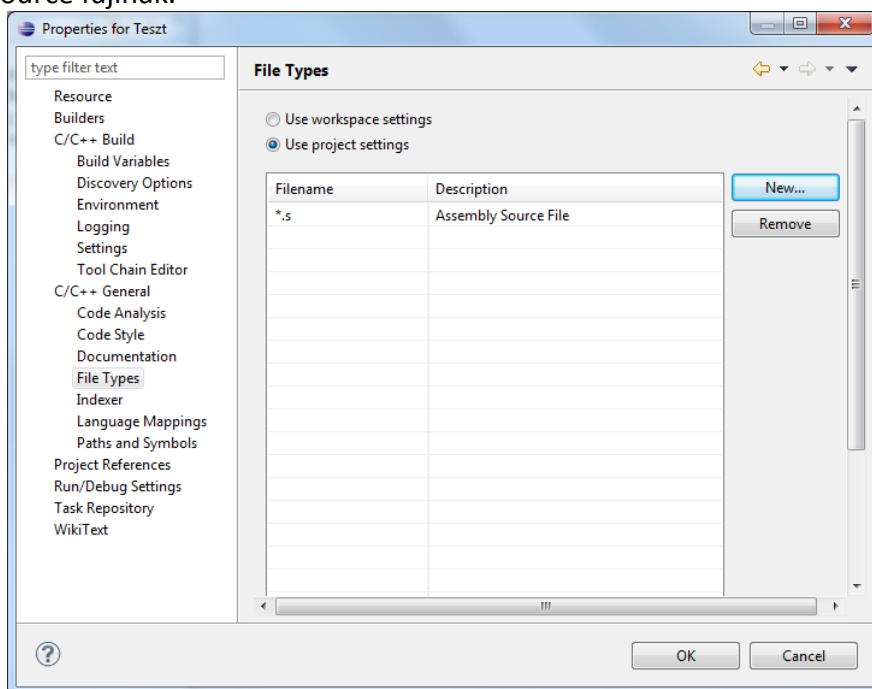 ource fájlnak.
Properties for Teszt
type filter text
File Types
Resource
Builders
C/C++ Build
Build Variables
Discovery Options
Environment
Logging
Settings
Tool Chain Editor
C/C++ General
Code Analysis
Code Style
Documentation
File Types
Indexer
Language Mappings
Paths and Symbols
Project References
Run/Debug Settings
Task Repository
WikiText
Use workspace settings
Use project settings
Filename Description
*.s Assembly Source File
New...
Remove
OK Cancel